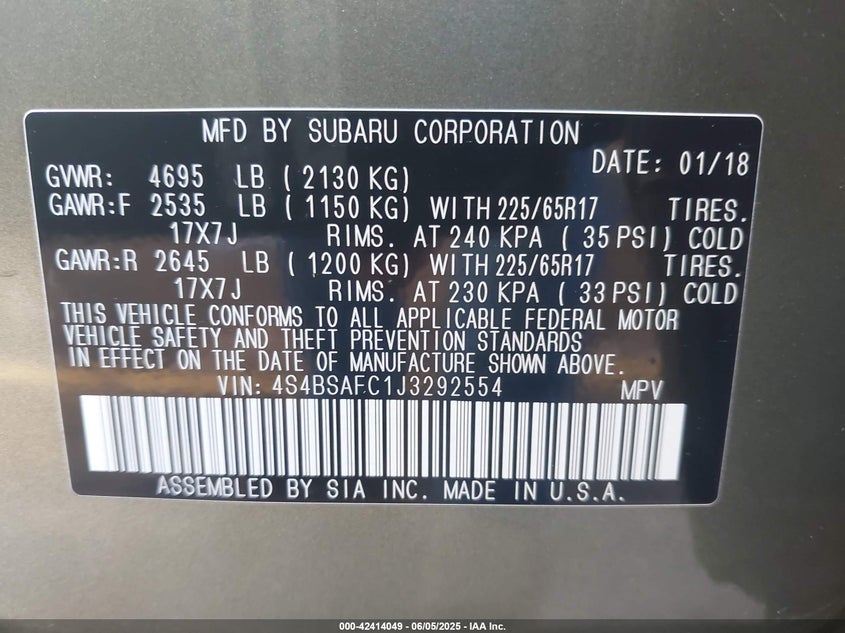 MFD BY SUBARU CORPORATION
DATE: 01/18
GVWR: 4695 LB ( 2130 KG)
GAWR:F 2535 LB ( 1150 KG) WITH 225/65R17 TIRES.
17X7J RIMS. AT 240 KPA ( 35 PSI) COLD
GAWR:R 2645 LB ( 1200 KG) WITH 225/65R17 TIRES.
17X7J RIMS. AT 230 KPA ( 33 PSI) COLD
THIS VEHICLE CONFORMS TO ALL APPLICABLE FEDERAL MOTOR
VEHICLE SAFETY AND THEFT PREVENTION STANDARDS
IN EFFECT ON THE DATE OF MANUFACTURE SHOWN ABOVE.
VIN: 4S4BSAFC1J3292554 MPV
ASSEMBLED BY SIA INC. MADE IN U.S.A.
000-42414049 - 06/05/2025 - IAA Inc.